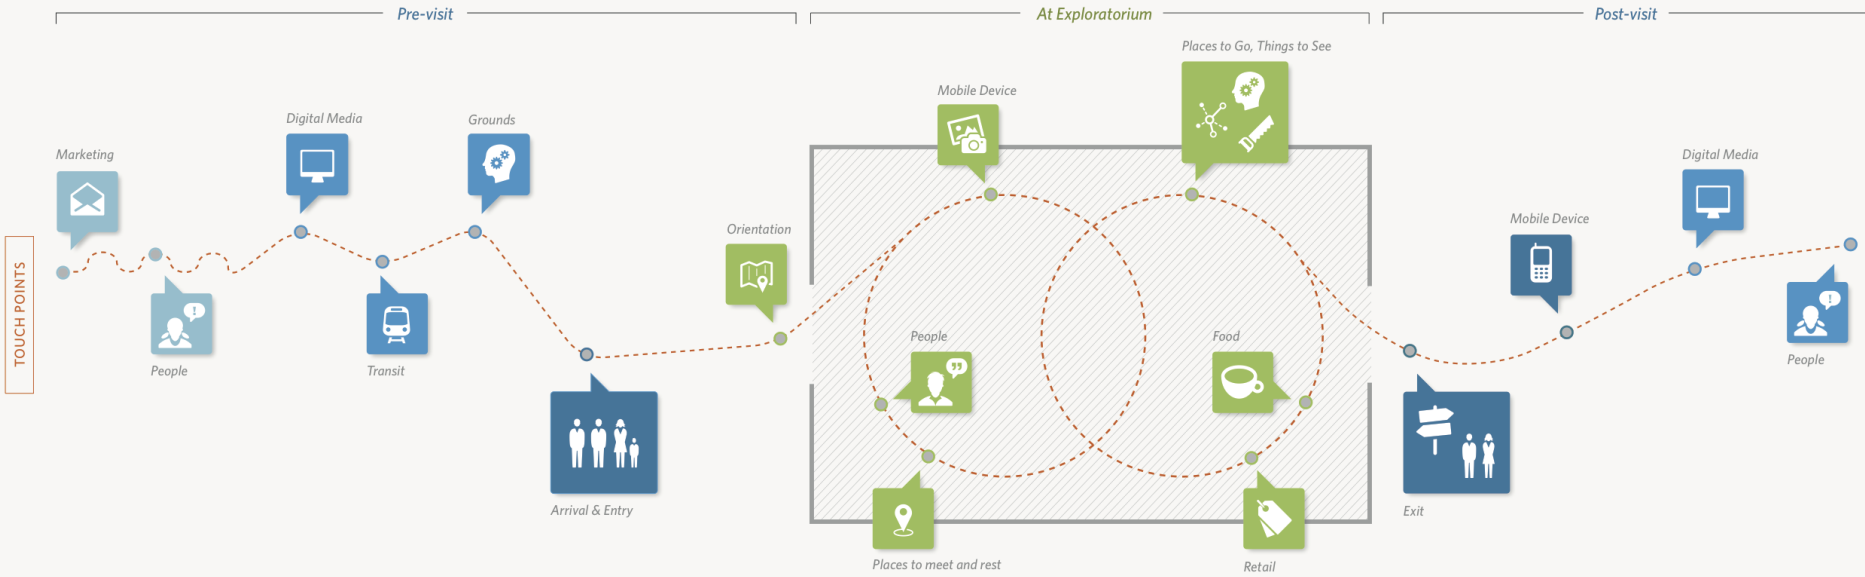 Pre-visit
At Exploratorium
Post-visit
TOUCH POINTS
Marketing
People
Digital Media
Transit
Grounds
Arrival & Entry
Orientation
Mobile Device
Places to Go, Things to See
People
Food
Places to meet and rest
Retail
Exit
Mobile Device
Digital Media
People